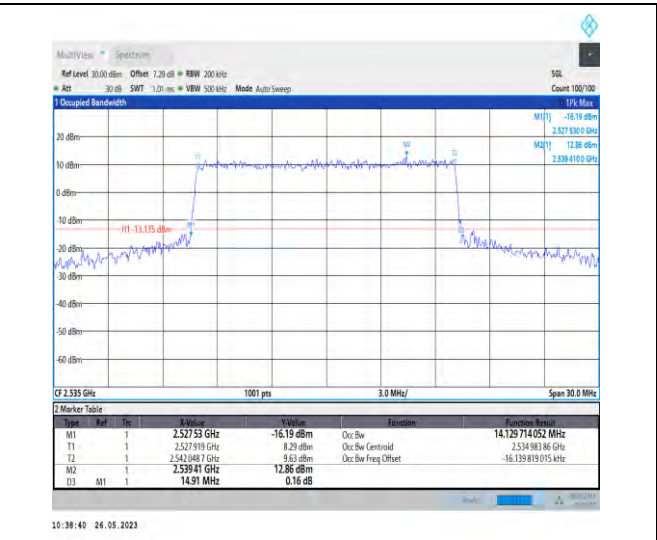 MultiView Spectrum
Ref Level 30.00 dBm Offset 7.29 dB RBW 200 kHz SGL
Att 30 dB SWT 1.01 ms VBW 500 kHz Mode Auto Sweep Count 100/100
1 Occupied Bandwidth 1Pk Max
M1[1] -16.19 dBm
2.527 530 0 GHz
M2[1] 12.86 dBm
2.539 410 0 GHz
20 dBm
M2
T1
T2
10 dBm
0 dBm
-10 dBm
H1 -13.135 dBm
M1
-20 dBm
-30 dBm
-40 dBm
-50 dBm
-60 dBm
CF 2.535 GHz 1001 pts 3.0 MHz/ Span 30.0 MHz
2 Marker Table
Type Ref Trc X-Value Y-Value Function Function Result
M1 1 2.527 53 GHz -16.19 dBm Occ Bw 14.129 714 052 MHz
T1 1 2.527 919 GHz 8.29 dBm Occ Bw Centroid 2.534 983 86 GHz
T2 1 2.542 048 7 GHz 9.63 dBm Occ Bw Freq Offset -16.139 819 015 kHz
M2 1 2.539 41 GHz 12.86 dBm
D3 M1 1 14.91 MHz 0.16 dB
10:38:40 26.05.2023